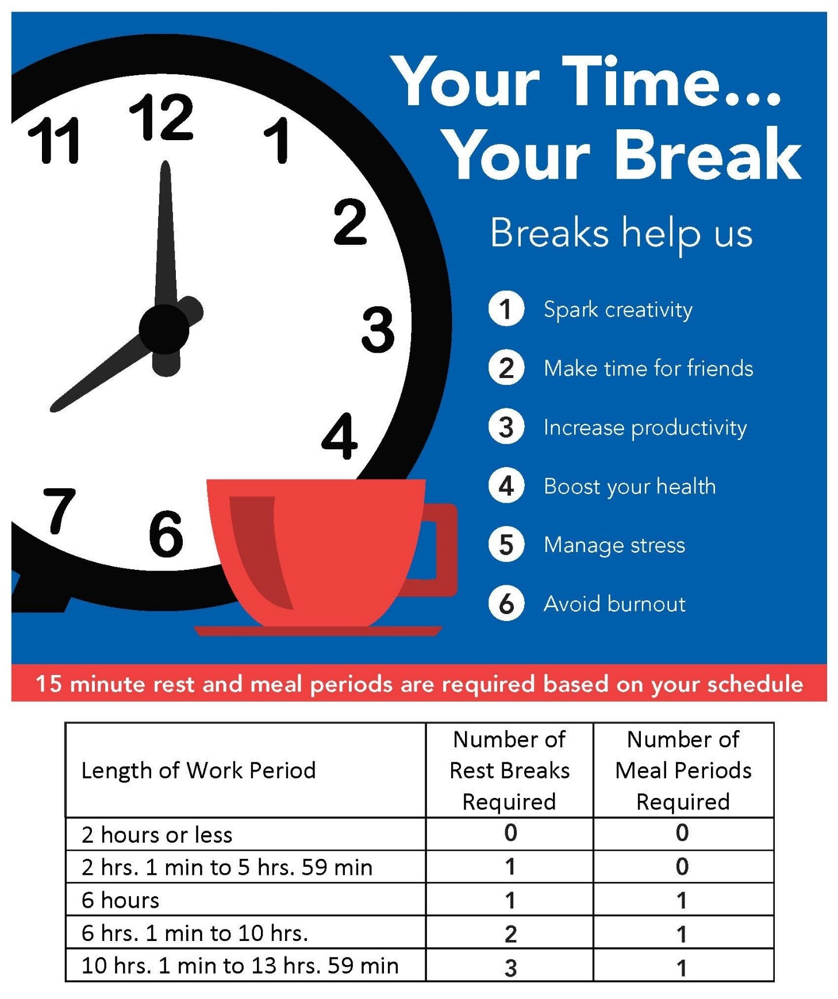 12
11
1
2
3
4
7
6
Your Time...
Your Break
Breaks help us
1 Spark creativity
2 Make time for friends
3 Increase productivity
4 Boost your health
5 Manage stress
6 Avoid burnout
15 minute rest and meal periods are required based on your schedule
Length of Work Period
Number of
Rest Breaks
Required
Number of
Meal Periods
Required
2 hours or less 0 0
2 hrs. 1 min to 5 hrs. 59 min 1 0
6 hours 1 1
6 hrs. 1 min to 10 hrs. 2 1
10 hrs. 1 min to 13 hrs. 59 min 3 1